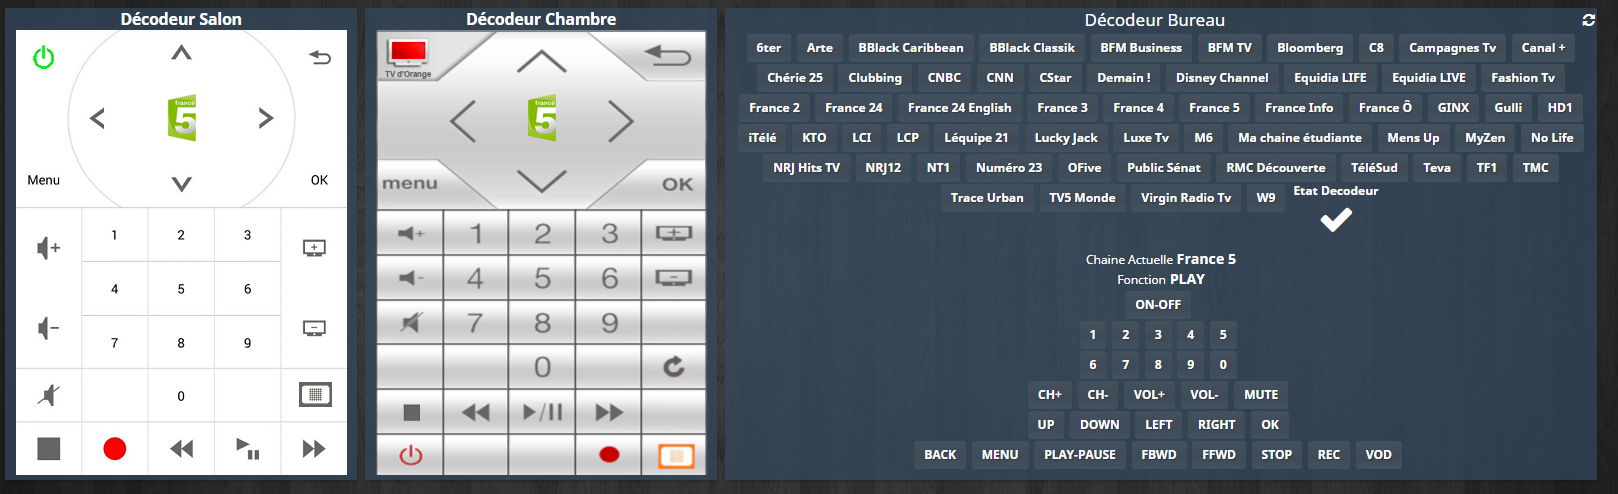 Décodeur Salon
france
5
Menu
OK
1 2 3
4 5 6
7 8 9
0
Décodeur Chambre
TV d'Orange
france
5
menu
OK
1 2 3
4 5 6
7 8 9
0
Décodeur Bureau
6ter Arte BBlack Caribbean BBlack Classik BFM Business BFM TV Bloomberg C8 Campagnes Tv Canal +
Chérie 25 Clubbing CNBC CNN CStar Demain ! Disney Channel Equidia LIFE Equidia LIVE Fashion Tv
France 2 France 24 France 24 English France 3 France 4 France 5 France Info France Ô GINX Gulli HD1
iTélé KTO LCI LCP Léquipe 21 Lucky Jack Luxe Tv M6 Ma chaine étudiante Mens Up MyZen No Life
NRJ Hits TV NRJ12 NT1 Numéro 23 OFive Public Sénat RMC Découverte TéléSud Teva TF1 TMC
Trace Urban TV5 Monde Virgin Radio Tv W9 Etat Decodeur
Chaine Actuelle France 5
Fonction PLAY
ON-OFF
1 2 3 4 5
6 7 8 9 0
CH+ CH- VOL+ VOL- MUTE
UP DOWN LEFT RIGHT OK
BACK MENU PLAY-PAUSE FBWD FFWD STOP REC VOD